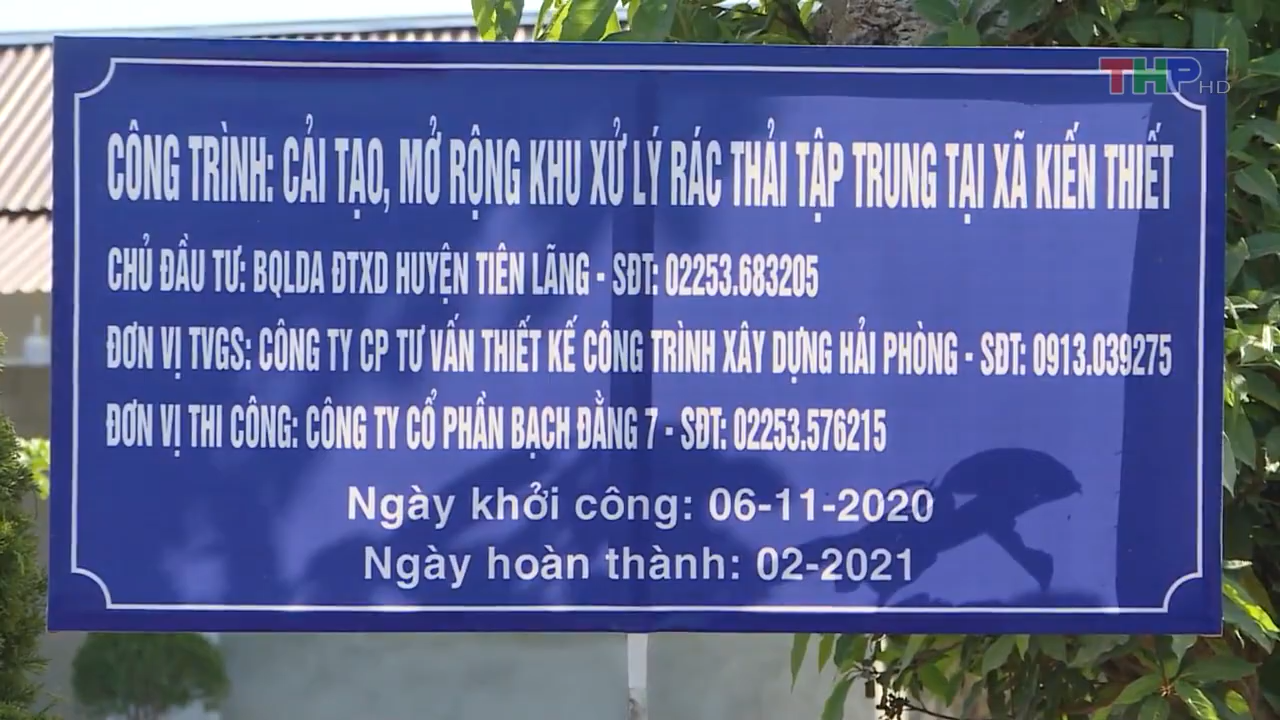 THP HD
CÔNG TRÌNH: CẢI TẠO, MỞ RỘNG KHU XỬ LÝ RÁC THẢI TẬP TRUNG TẠI XÃ KIẾN THIẾT
CHỦ ĐẦU TƯ: BQLDA ĐTXD HUYỆN TIÊN LÃNG - SĐT: 02253.683205
ĐƠN VỊ TVGS: CÔNG TY CP TƯ VẤN THIẾT KẾ CÔNG TRÌNH XÂY DỰNG HẢI PHÒNG - SĐT: 0913.039275
ĐƠN VỊ THI CÔNG: CÔNG TY CỔ PHẦN BẠCH ĐẰNG 7 - SĐT: 02253.576215
Ngày khởi công: 06-11-2020
Ngày hoàn thành: 02-2021